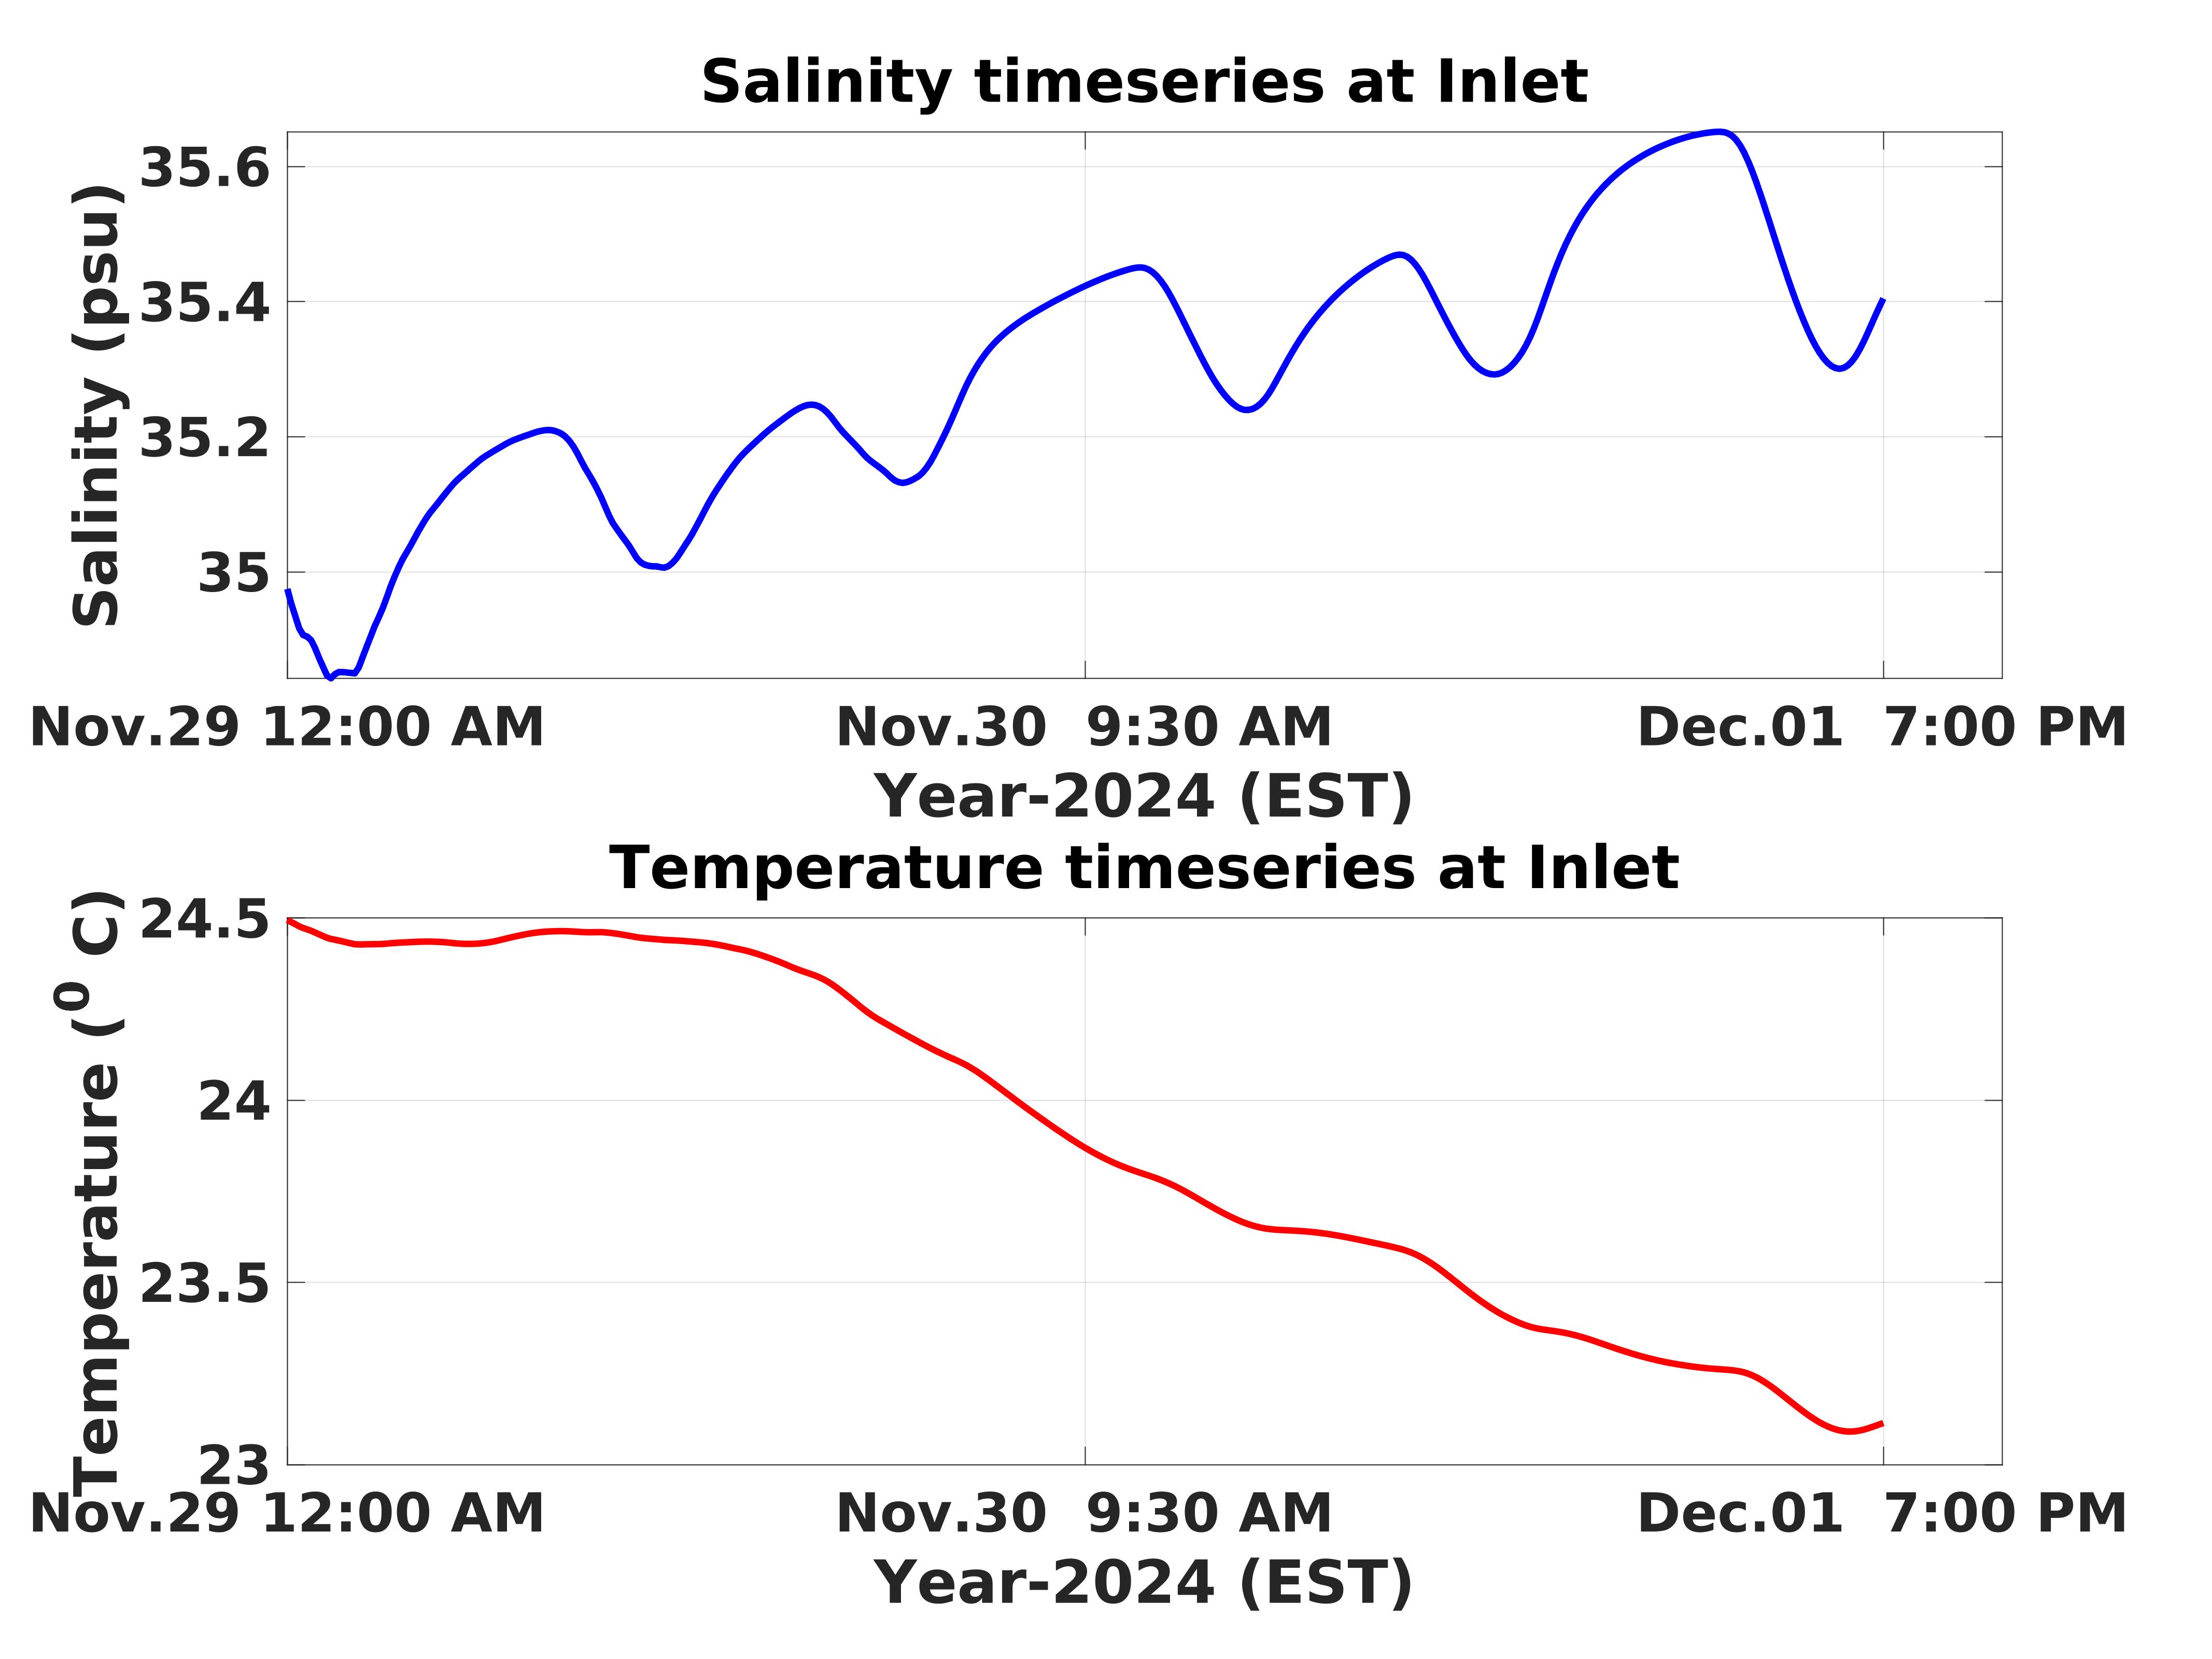 Salinity timeseries at Inlet
Salinity (psu)
35.6
35.4
35.2
35
Nov.29 12:00 AM
Nov.30  9:30 AM
Dec.01  7:00 PM
Year-2024 (EST)
Temperature timeseries at Inlet
Temperature (⁰ C)
24.5
24
23.5
23
Nov.29 12:00 AM
Nov.30  9:30 AM
Dec.01  7:00 PM
Year-2024 (EST)